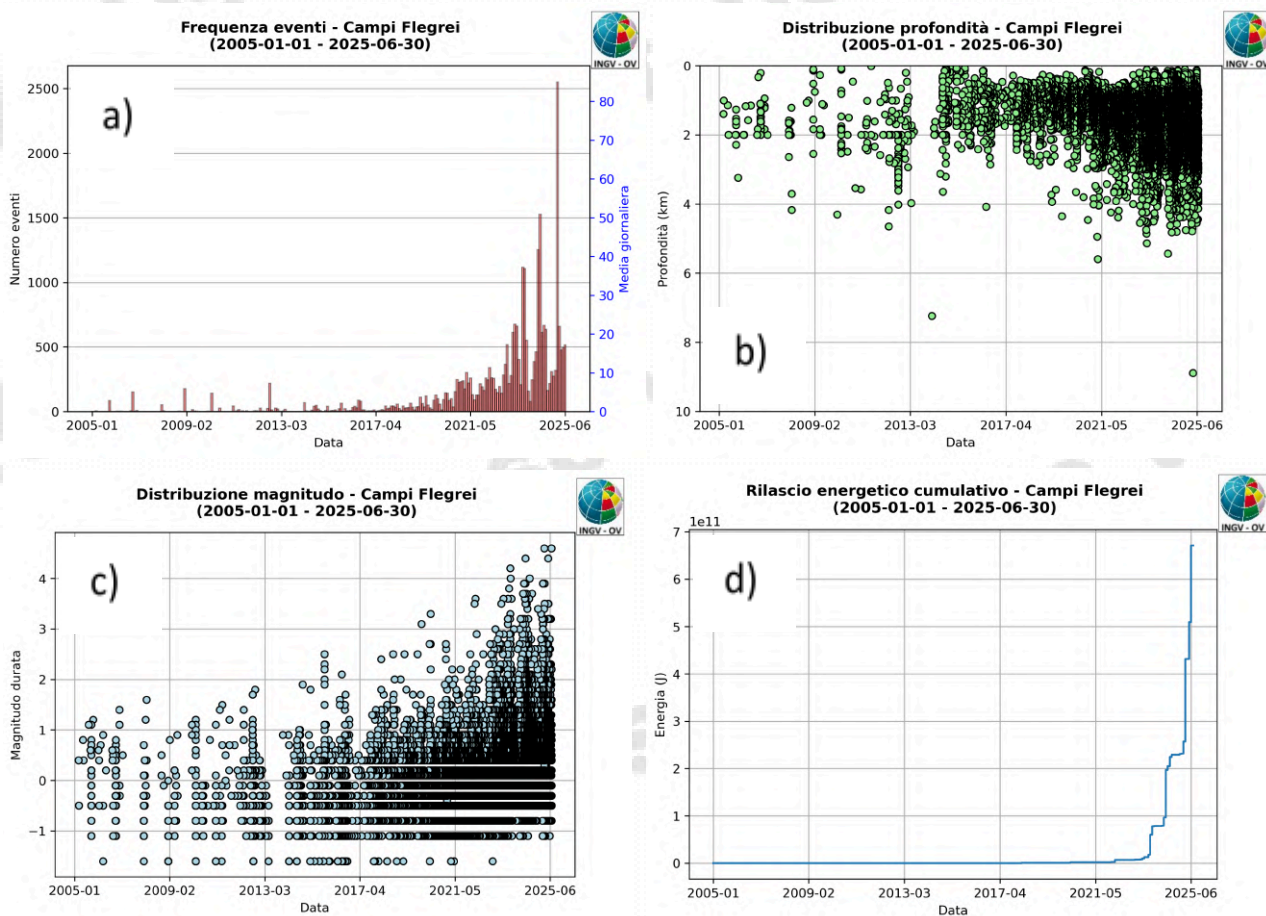 Frequenza eventi - Campi Flegrei
(2005-01-01 - 2025-06-30)
INGV - OV
a)
2500
2000
1500
1000
500
0
Numero eventi
80
70
60
50
40
30
20
10
0
Media giornaliera
2005-01 2009-02 2013-03 2017-04 2021-05 2025-06
Data
Distribuzione profondità - Campi Flegrei
(2005-01-01 - 2025-06-30)
INGV - OV
0
2
4
6
8
10
Profondità (km)
b)
2005-01 2009-02 2013-03 2017-04 2021-05 2025-06
Data
Distribuzione magnitudo - Campi Flegrei
(2005-01-01 - 2025-06-30)
INGV - OV
c)
4
3
2
1
0
−1
Magnitudo durata
2005-01 2009-02 2013-03 2017-04 2021-05 2025-06
Data
Rilascio energetico cumulativo - Campi Flegrei
(2005-01-01 - 2025-06-30)
INGV - OV
1e11
d)
7
6
5
4
3
2
1
0
Energia (J)
2005-01 2009-02 2013-03 2017-04 2021-05 2025-06
Data